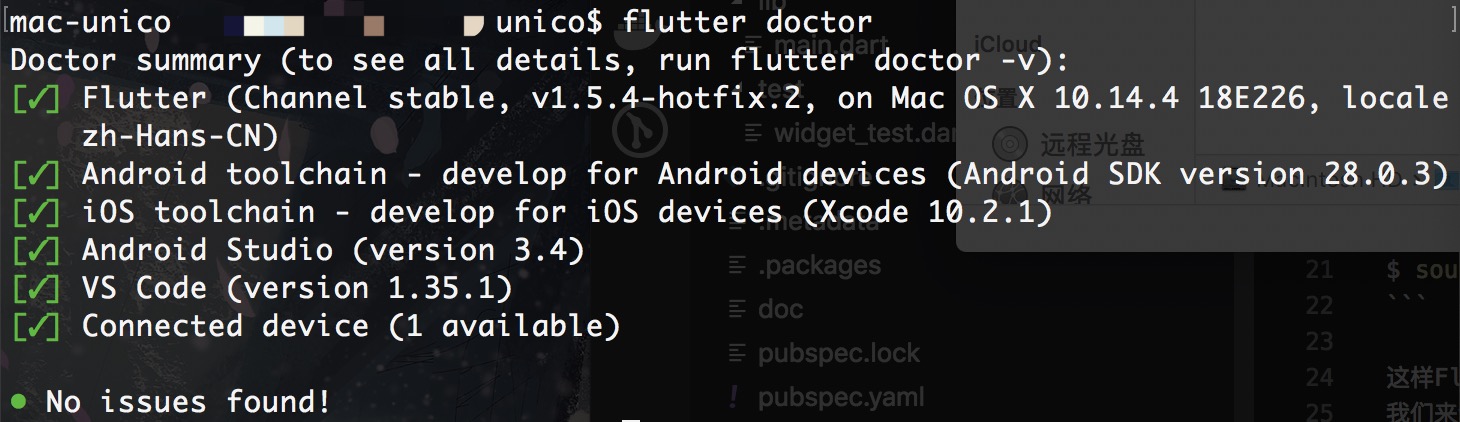 mac-unico unico$ flutter doctor
Doctor summary (to see all details, run flutter doctor -v):
[✓] Flutter (Channel stable, v1.5.4-hotfix.2, on Mac OS X 10.14.4 18E226, locale
zh-Hans-CN)
[✓] Android toolchain - develop for Android devices (Android SDK version 28.0.3)
[✓] iOS toolchain - develop for iOS devices (Xcode 10.2.1)
[✓] Android Studio (version 3.4)
[✓] VS Code (version 1.35.1)
[✓] Connected device (1 available)
• No issues found!
lib
main.dart
test
widget_test.dar
.gitignore
.metadata
.packages
doc
pubspec.lock
! pubspec.yaml
iCloud
远程光盘
网络
21 $ sou
22 ```
23
24 这样Fl
25 我们来